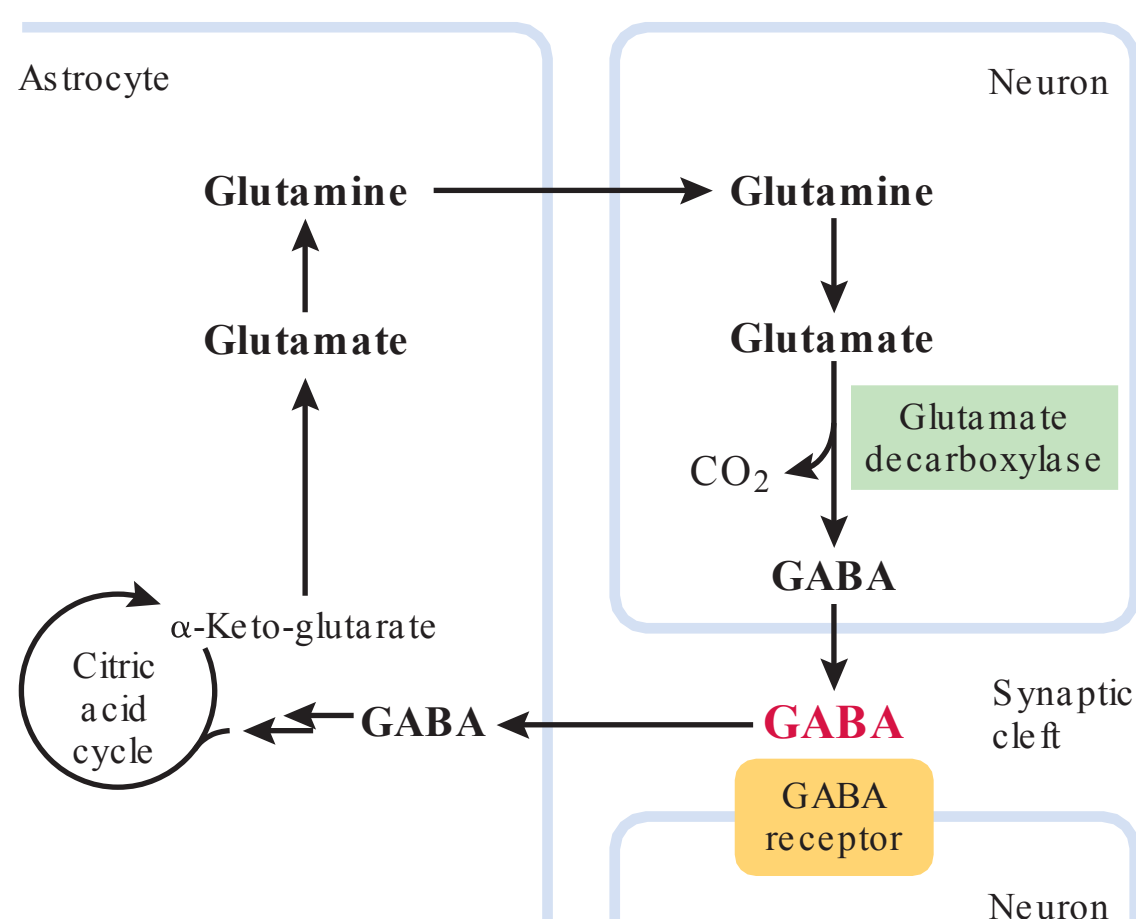 Astrocyte
Neuron
Glutamine
Glutamine
Glutamate
Glutamate
Glutamate
decarboxylase
CO₂
GABA
α-Keto-glutarate
Citric
acid
cycle
GABA
GABA
Synaptic
cleft
GABA
receptor
Neuron